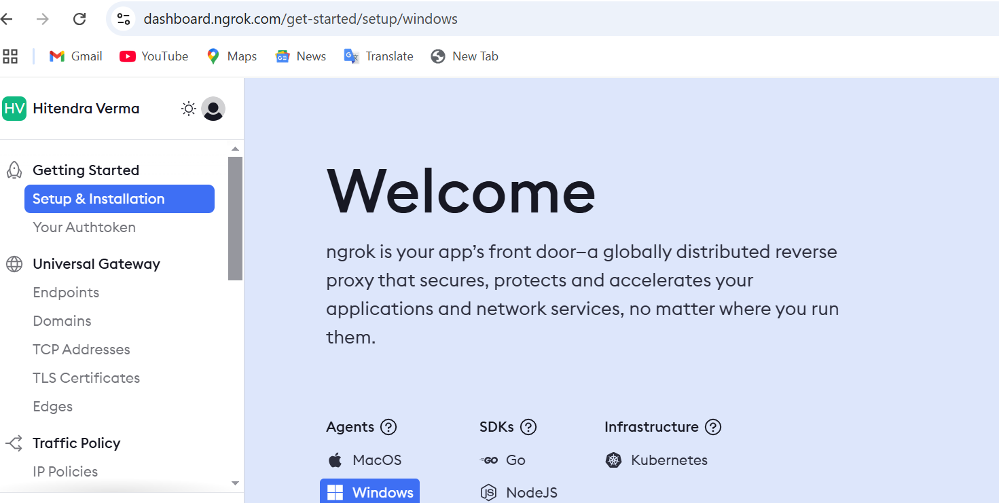 dashboard.ngrok.com/get-started/setup/windows
Gmail
YouTube
Maps
News
Translate
New Tab
HV Hitendra Verma
Getting Started
Setup & Installation
Your Authtoken
Universal Gateway
Endpoints
Domains
TCP Addresses
TLS Certificates
Edges
Traffic Policy
IP Policies
Welcome
ngrok is your app’s front door—a globally distributed reverse
proxy that secures, protects and accelerates your
applications and network services, no matter where you run
them.
Agents ?
MacOS
Windows
SDKs ?
GO Go
JS NodeJS
Infrastructure ?
Kubernetes